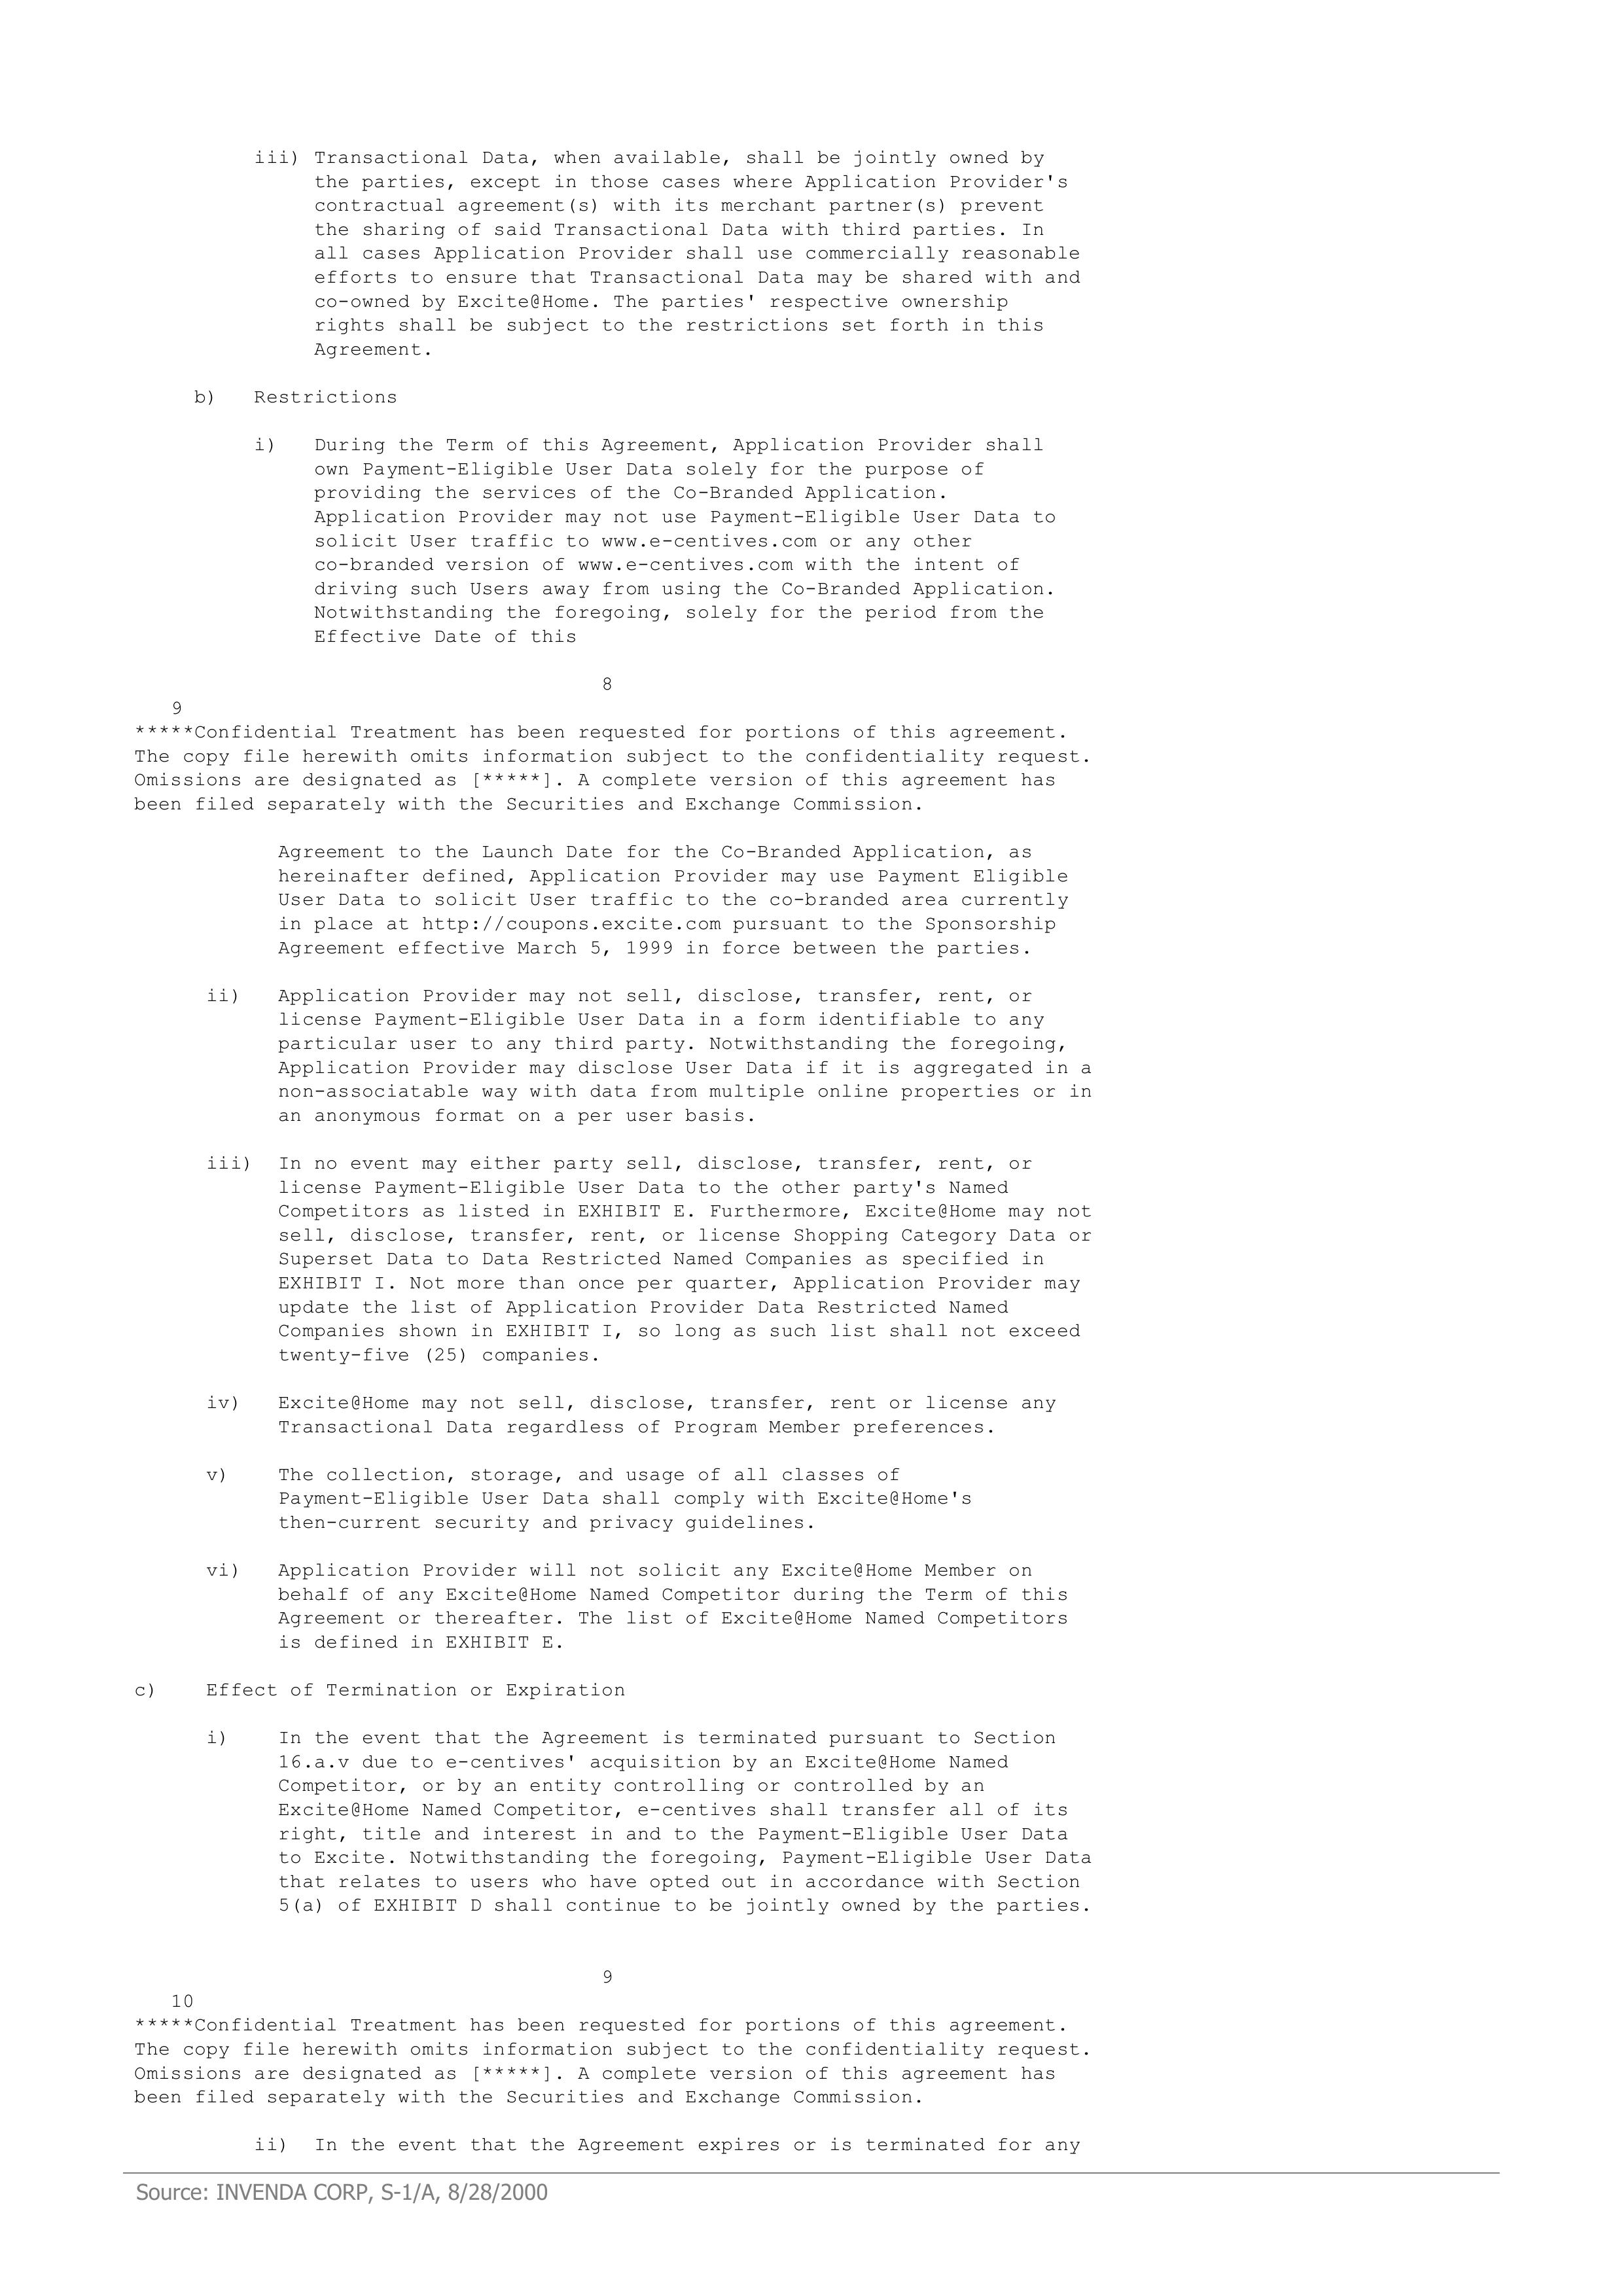 iii) Transactional Data, when available, shall be jointly owned by
the parties, except in those cases where Application Provider's
contractual agreement(s) with its merchant partner(s) prevent
the sharing of said Transactional Data with third parties. In
all cases Application Provider shall use commercially reasonable
efforts to ensure that Transactional Data may be shared with and
co-owned by Excite@Home. The parties' respective ownership
rights shall be subject to the restrictions set forth in this
Agreement.
b) Restrictions
i) During the Term of this Agreement, Application Provider shall
own Payment-Eligible User Data solely for the purpose of
providing the services of the Co-Branded Application.
Application Provider may not use Payment-Eligible User Data to
solicit User traffic to www.e-centives.com or any other
co-branded version of www.e-centives.com with the intent of
driving such Users away from using the Co-Branded Application.
Notwithstanding the foregoing, solely for the period from the
Effective Date of this
8
9
*****Confidential Treatment has been requested for portions of this agreement.
The copy file herewith omits information subject to the confidentiality request.
Omissions are designated as [*****]. A complete version of this agreement has
been filed separately with the Securities and Exchange Commission.
Agreement to the Launch Date for the Co-Branded Application, as
hereinafter defined, Application Provider may use Payment Eligible
User Data to solicit User traffic to the co-branded area currently
in place at http://coupons.excite.com pursuant to the Sponsorship
Agreement effective March 5, 1999 in force between the parties.
ii) Application Provider may not sell, disclose, transfer, rent, or
license Payment-Eligible User Data in a form identifiable to any
particular user to any third party. Notwithstanding the foregoing,
Application Provider may disclose User Data if it is aggregated in a
non-associatable way with data from multiple online properties or in
an anonymous format on a per user basis.
iii) In no event may either party sell, disclose, transfer, rent, or
license Payment-Eligible User Data to the other party's Named
Competitors as listed in EXHIBIT E. Furthermore, Excite@Home may not
sell, disclose, transfer, rent, or license Shopping Category Data or
Superset Data to Data Restricted Named Companies as specified in
EXHIBIT I. Not more than once per quarter, Application Provider may
update the list of Application Provider Data Restricted Named
Companies shown in EXHIBIT I, so long as such list shall not exceed
twenty-five (25) companies.
iv) Excite@Home may not sell, disclose, transfer, rent or license any
Transactional Data regardless of Program Member preferences.
v) The collection, storage, and usage of all classes of
Payment-Eligible User Data shall comply with Excite@Home's
then-current security and privacy guidelines.
vi) Application Provider will not solicit any Excite@Home Member on
behalf of any Excite@Home Named Competitor during the Term of this
Agreement or thereafter. The list of Excite@Home Named Competitors
is defined in EXHIBIT E.
c) Effect of Termination or Expiration
i) In the event that the Agreement is terminated pursuant to Section
16.a.v due to e-centives' acquisition by an Excite@Home Named
Competitor, or by an entity controlling or controlled by an
Excite@Home Named Competitor, e-centives shall transfer all of its
right, title and interest in and to the Payment-Eligible User Data
to Excite. Notwithstanding the foregoing, Payment-Eligible User Data
that relates to users who have opted out in accordance with Section
5(a) of EXHIBIT D shall continue to be jointly owned by the parties.
9
10
*****Confidential Treatment has been requested for portions of this agreement.
The copy file herewith omits information subject to the confidentiality request.
Omissions are designated as [*****]. A complete version of this agreement has
been filed separately with the Securities and Exchange Commission.
ii) In the event that the Agreement expires or is terminated for any
Source: INVENDA CORP, S-1/A, 8/28/2000